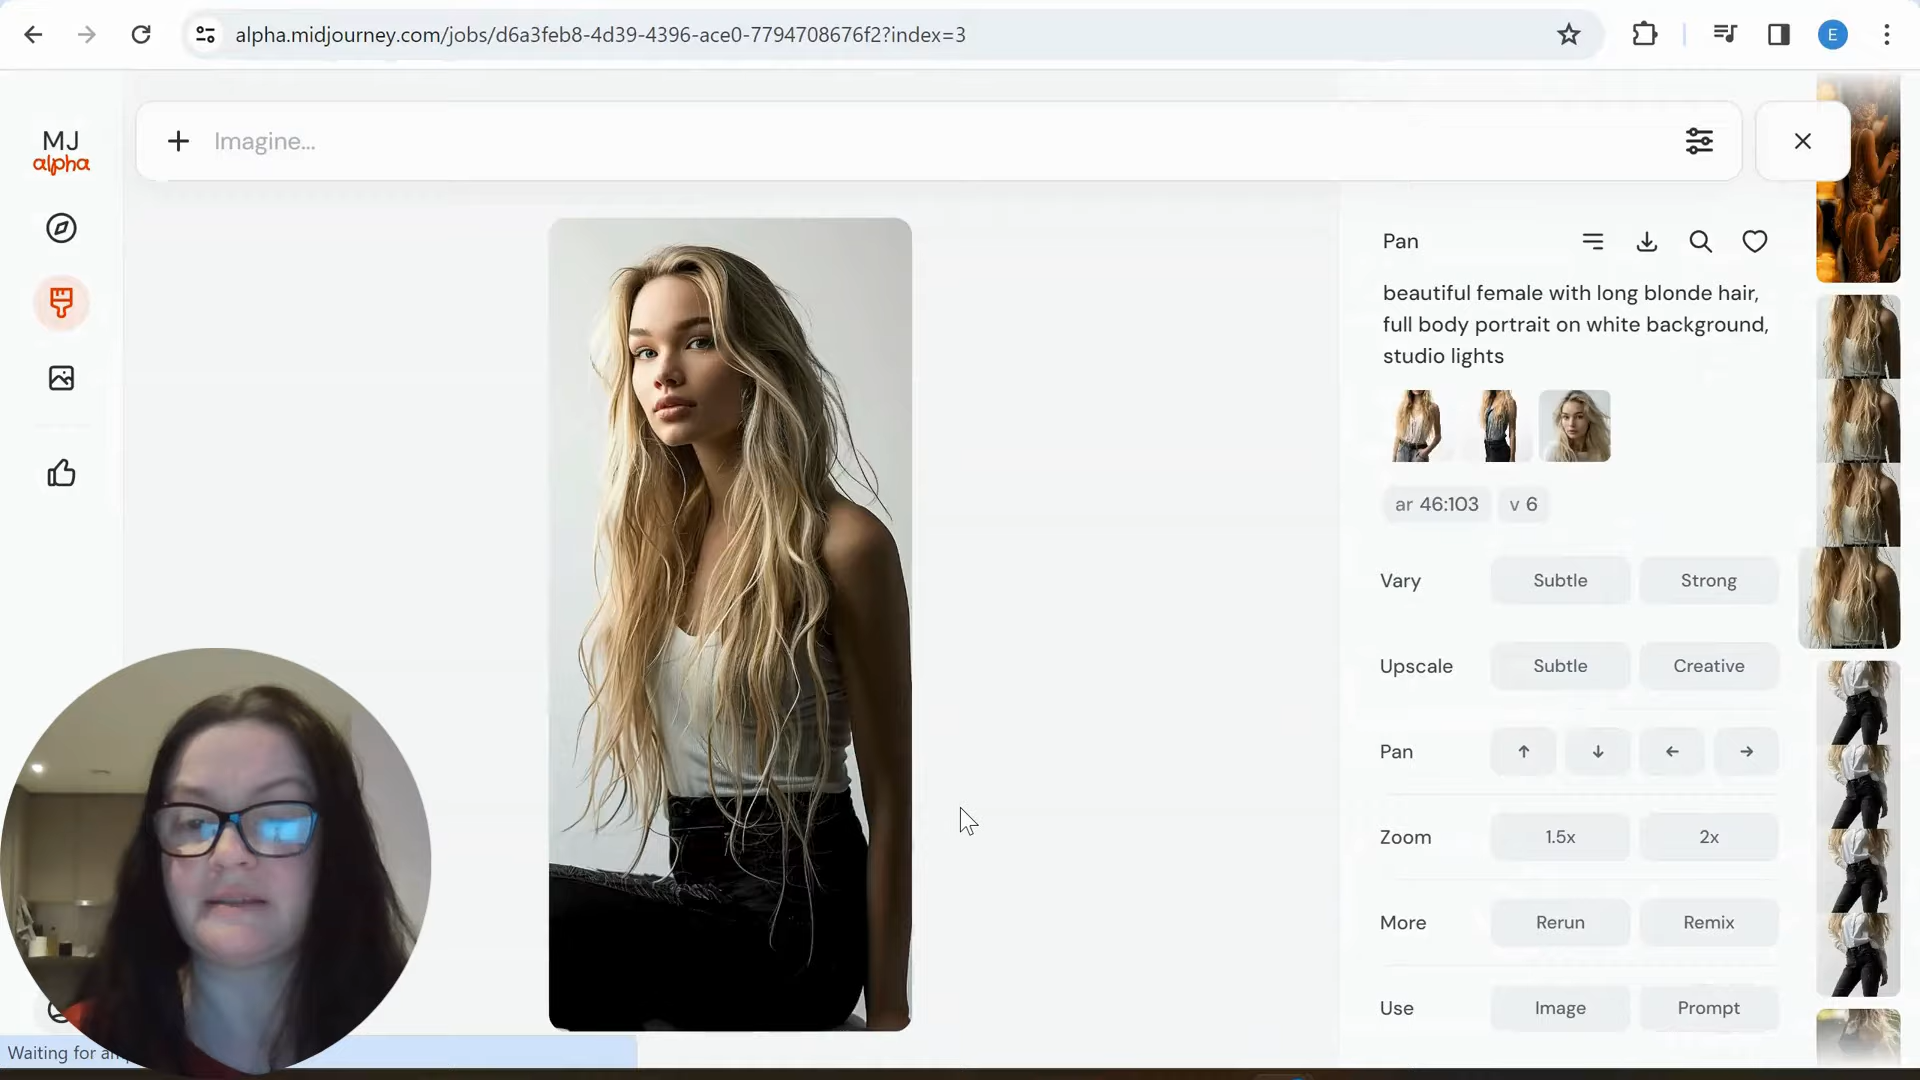 alpha.midjourney.com/jobs/d6a3feb8-4d39-4396-ace0-7794708676f2?index=3
E
MJ
alpha
Imagine...
Pan
beautiful female with long blonde hair,
full body portrait on white background,
studio lights
ar 46:103 v 6
Vary Subtle Strong
Upscale Subtle Creative
Pan
Zoom 1.5x 2x
More Rerun Remix
Use Image Prompt
Waiting for